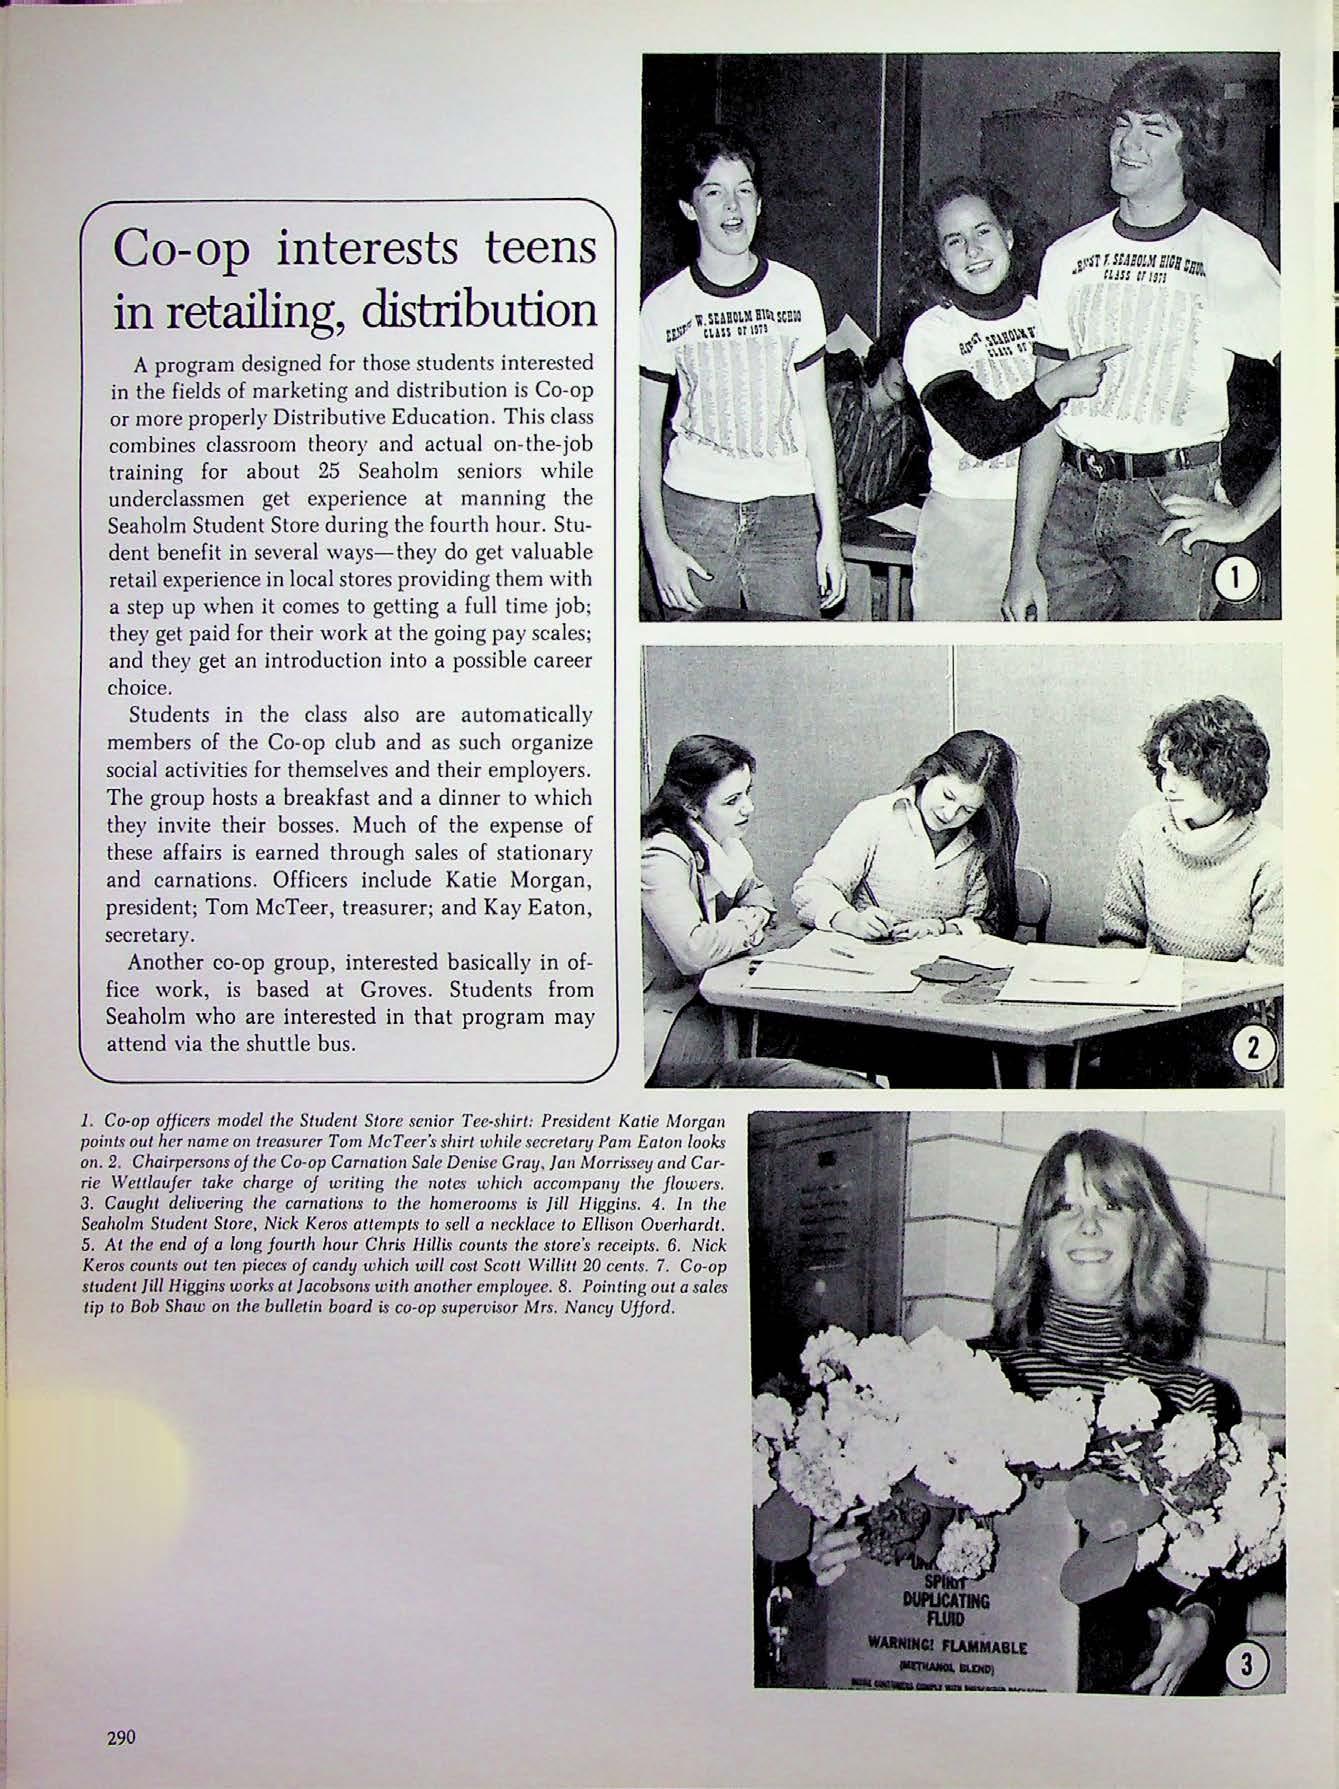 Co-op interests teens
in retailing, distribution
A program designed for those students interested
in the fields of marketing and distribution is Co-op
or more properly Distributive Education. This class
combines classroom theory and actual on-the-job
training for about 25 Seaholm seniors while
underclassmen get experience at manning the
Seaholm Student Store during the fourth hour. Stu-
dent benefit in several ways—they do get valuable
retail experience in local stores providing them with
a step up when it comes to getting a full time job;
they get paid for their work at the going pay scales;
and they get an introduction into a possible career
choice.
Students in the class also are automatically
members of the Co-op club and as such organize
social activities for themselves and their employers.
The group hosts a breakfast and a dinner to which
they invite their bosses. Much of the expense of
these affairs is earned through sales of stationary
and carnations. Officers include Katie Morgan,
president; Tom McTeer, treasurer; and Kay Eaton,
secretary.
Another co-op group, interested basically in of-
fice work, is based at Groves. Students from
Seaholm who are interested in that program may
attend via the shuttle bus.
1. Co-op officers model the Student Store senior Tee-shirt: President Katie Morgan
points out her name on treasurer Tom McTeer's shirt while secretary Pam Eaton looks
on. 2. Chairpersons of the Co-op Carnation Sale Denise Gray, Jan Morrissey and Car-
rie Wettlaufer take charge of writing the notes which accompany the flowers.
3. Caught delivering the carnations to the homerooms is Jill Higgins. 4. In the
Seaholm Student Store, Nick Keros attempts to sell a necklace to Ellison Overhardt.
5. At the end of a long fourth hour Chris Hillis counts the store's receipts. 6. Nick
Keros counts out ten pieces of candy which will cost Scott Willitt 20 cents. 7. Co-op
student Jill Higgins works at Jacobsons with another employee. 8. Pointing out a sales
tip to Bob Shaw on the bulletin board is co-op supervisor Mrs. Nancy Ufford.
290
W. SEAHOLM HIGH SCHOO
CLASS OF 1979
SEAHOLM
CLASS OF
SEAHOLM HIGH
CLASS OF 1979
1
2
SPIRIT
DUPLICATING
FLUID
WARNING! FLAMMABLE
(METHANOL BLEND)
3